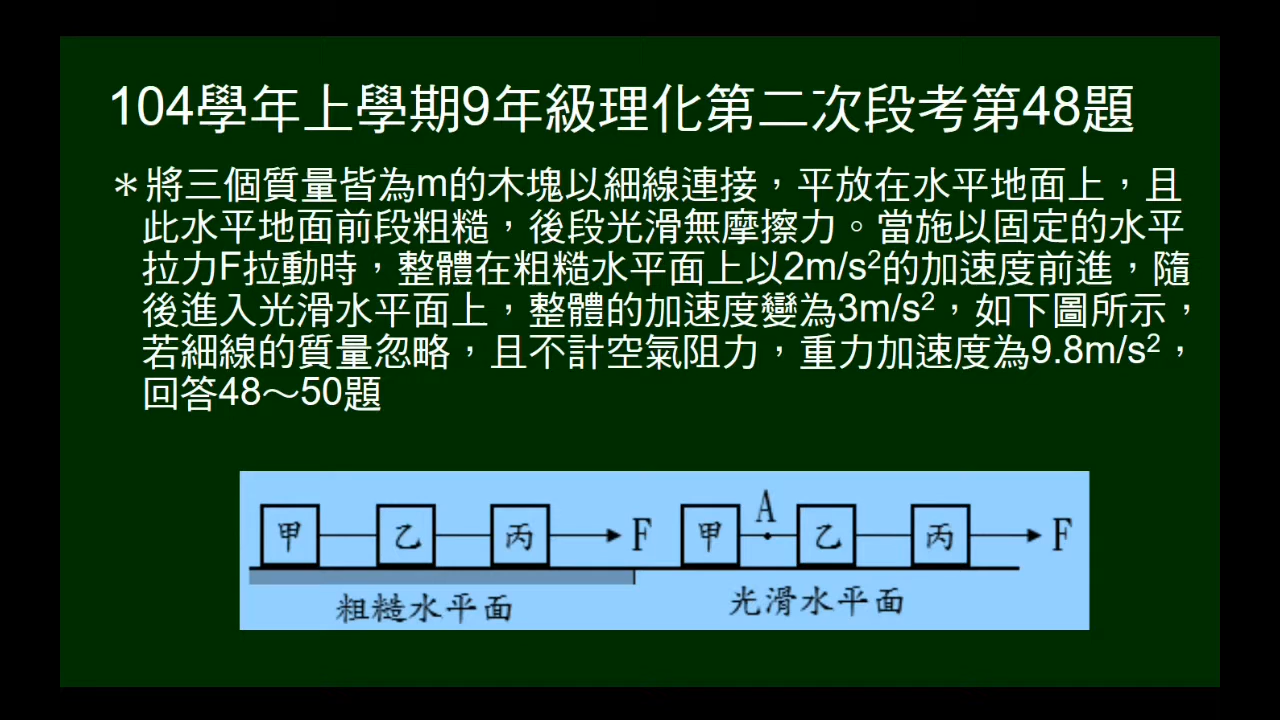 104學年上學期9年級理化第二次段考第48題
＊將三個質量皆為m的木塊以細線連接，平放在水平地面上，且
此水平地面前段粗糙，後段光滑無摩擦力。當施以固定的水平
拉力F拉動時，整體在粗糙水平面上以2m/s²的加速度前進，隨
後進入光滑水平面上，整體的加速度變為3m/s²，如下圖所示，
若細線的質量忽略，且不計空氣阻力，重力加速度為9.8m/s²，
回答48～50題
甲 乙 丙 F 甲 A 乙 丙 F
粗糙水平面 光滑水平面